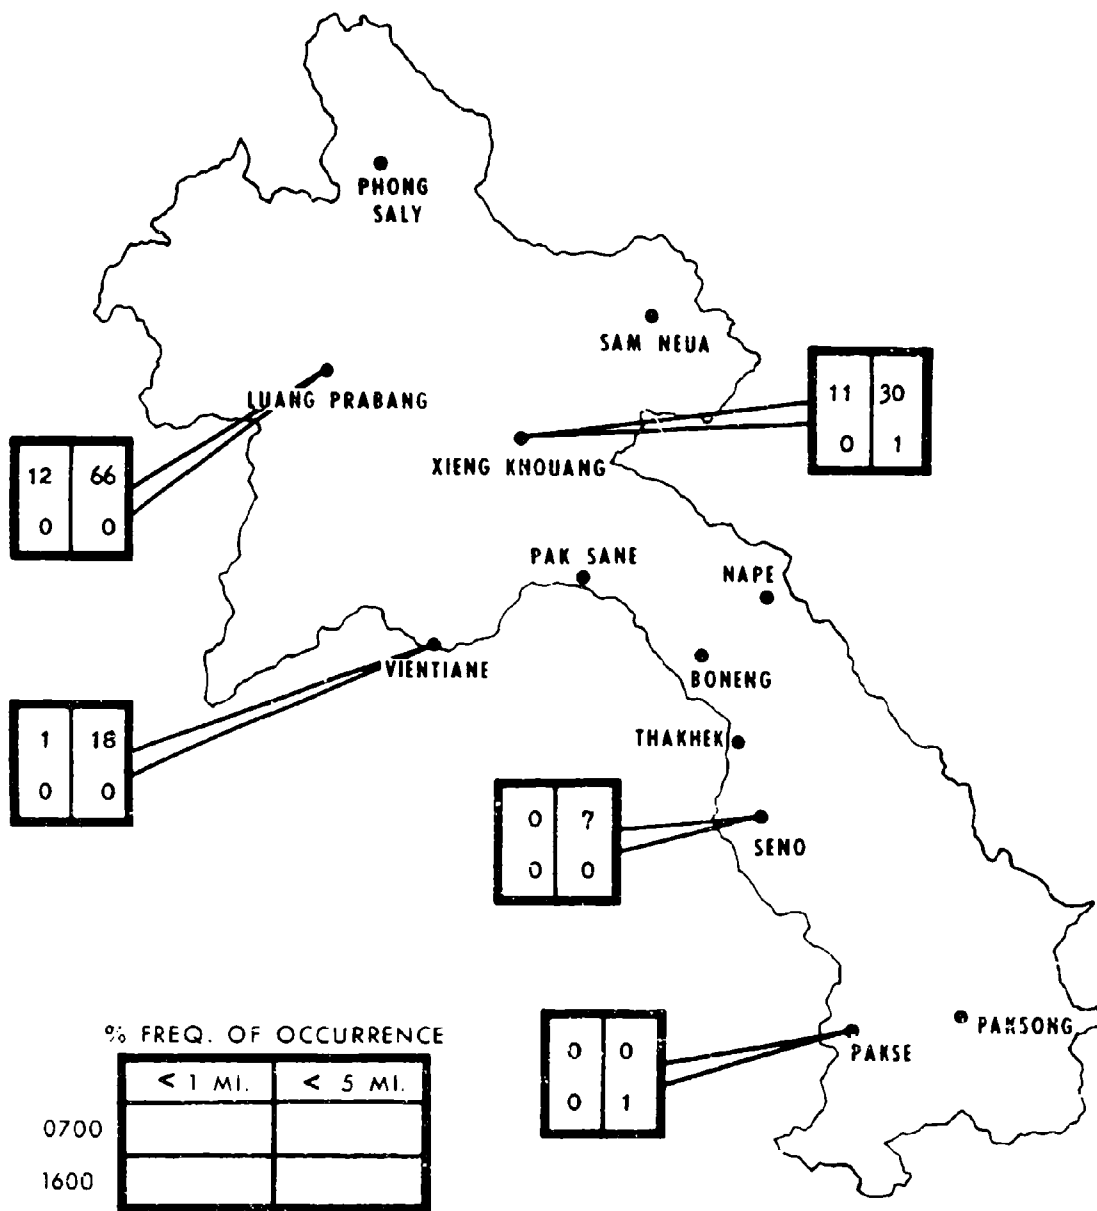 PHONG
SALY
SAM NEUA
LUANG PRABANG
11 30
0 1
XIENG KHOUANG
12 66
0 0
PAK SANE
NAPE
VIENTIANE
BONENG
1 18
0 0
THAKHEK
0 7
0 0
SENO
% FREQ. OF OCCURRENCE
< 1 MI. < 5 MI.
0700
1600
0 0
0 1
PAKSE
PAKSONG